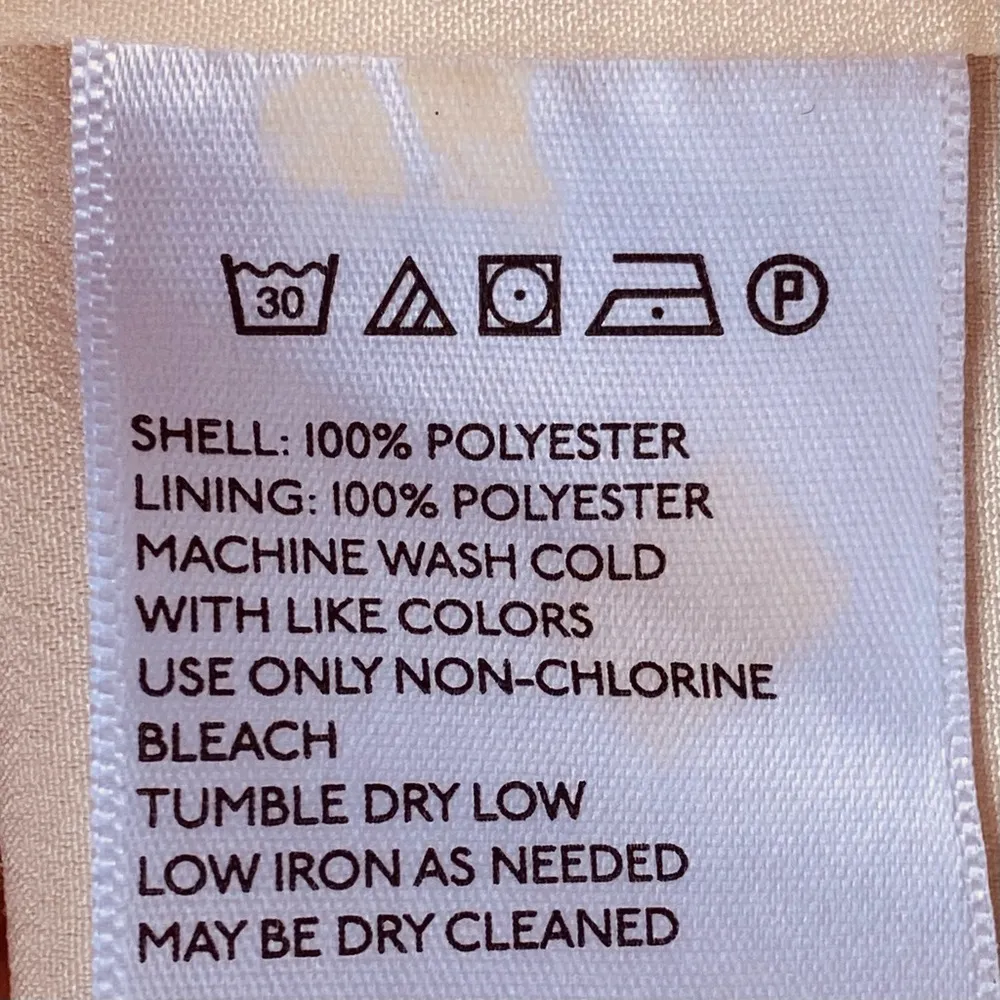 30 P
SHELL: 100% POLYESTER
LINING: 100% POLYESTER
MACHINE WASH COLD
WITH LIKE COLORS
USE ONLY NON-CHLORINE
BLEACH
TUMBLE DRY LOW
LOW IRON AS NEEDED
MAY BE DRY CLEANED